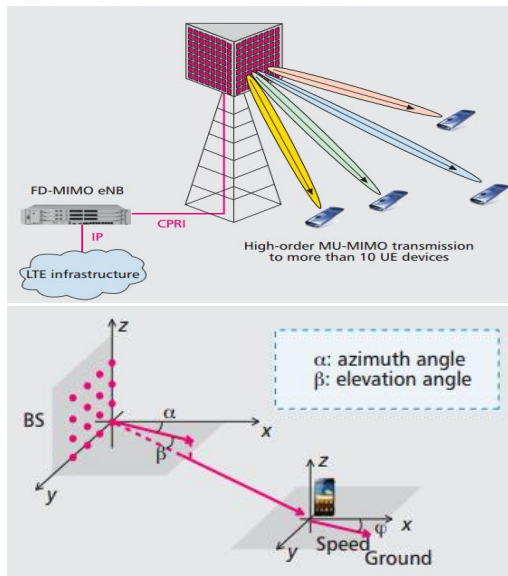 FD-MIMO eNB
CPRI
IP
LTE infrastructure
High-order MU-MIMO transmission
to more than 10 UE devices
z
α: azimuth angle
β: elevation angle
BS
α
x
β
y
z
x
φ
y
Speed
Ground